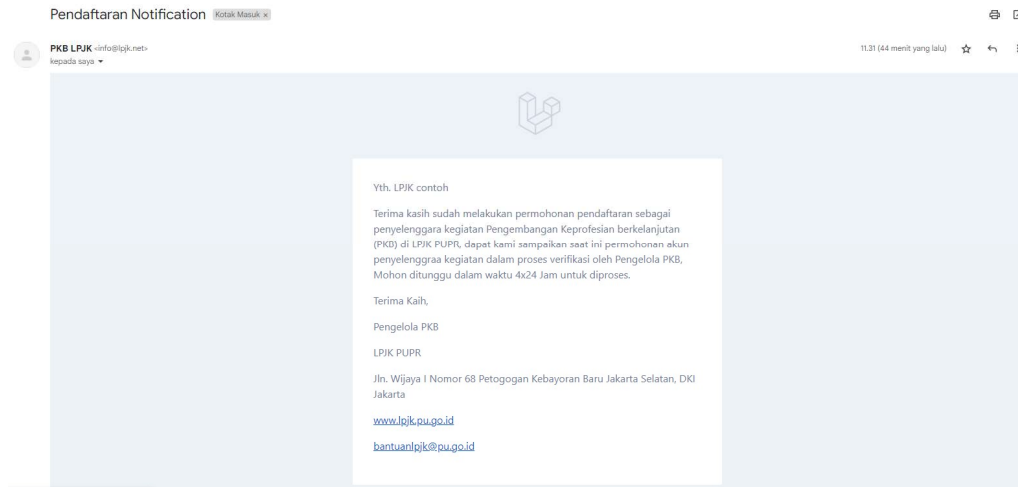 Pendaftaran Notification Kotak Masuk x
PKB LPJK <info@lpjk.net>
11.31 (44 menit yang lalu)
kepada saya
Yth. LPJK contoh
Terima kasih sudah melakukan permohonan pendaftaran sebagai
penyelenggara kegiatan Pengembangan Keprofesian berkelanjutan
(PKB) di LPJK PUPR, dapat kami sampaikan saat ini permohonan akun
penyelenggraa kegiatan dalam proses verifikasi oleh Pengelola PKB,
Mohon ditunggu dalam waktu 4x24 Jam untuk diproses.
Terima Kaih,
Pengelola PKB
LPJK PUPR
Jln. Wijaya I Nomor 68 Petogogan Kebayoran Baru Jakarta Selatan, DKI
Jakarta
www.lpjk.pu.go.id
bantuanlpjk@pu.go.id